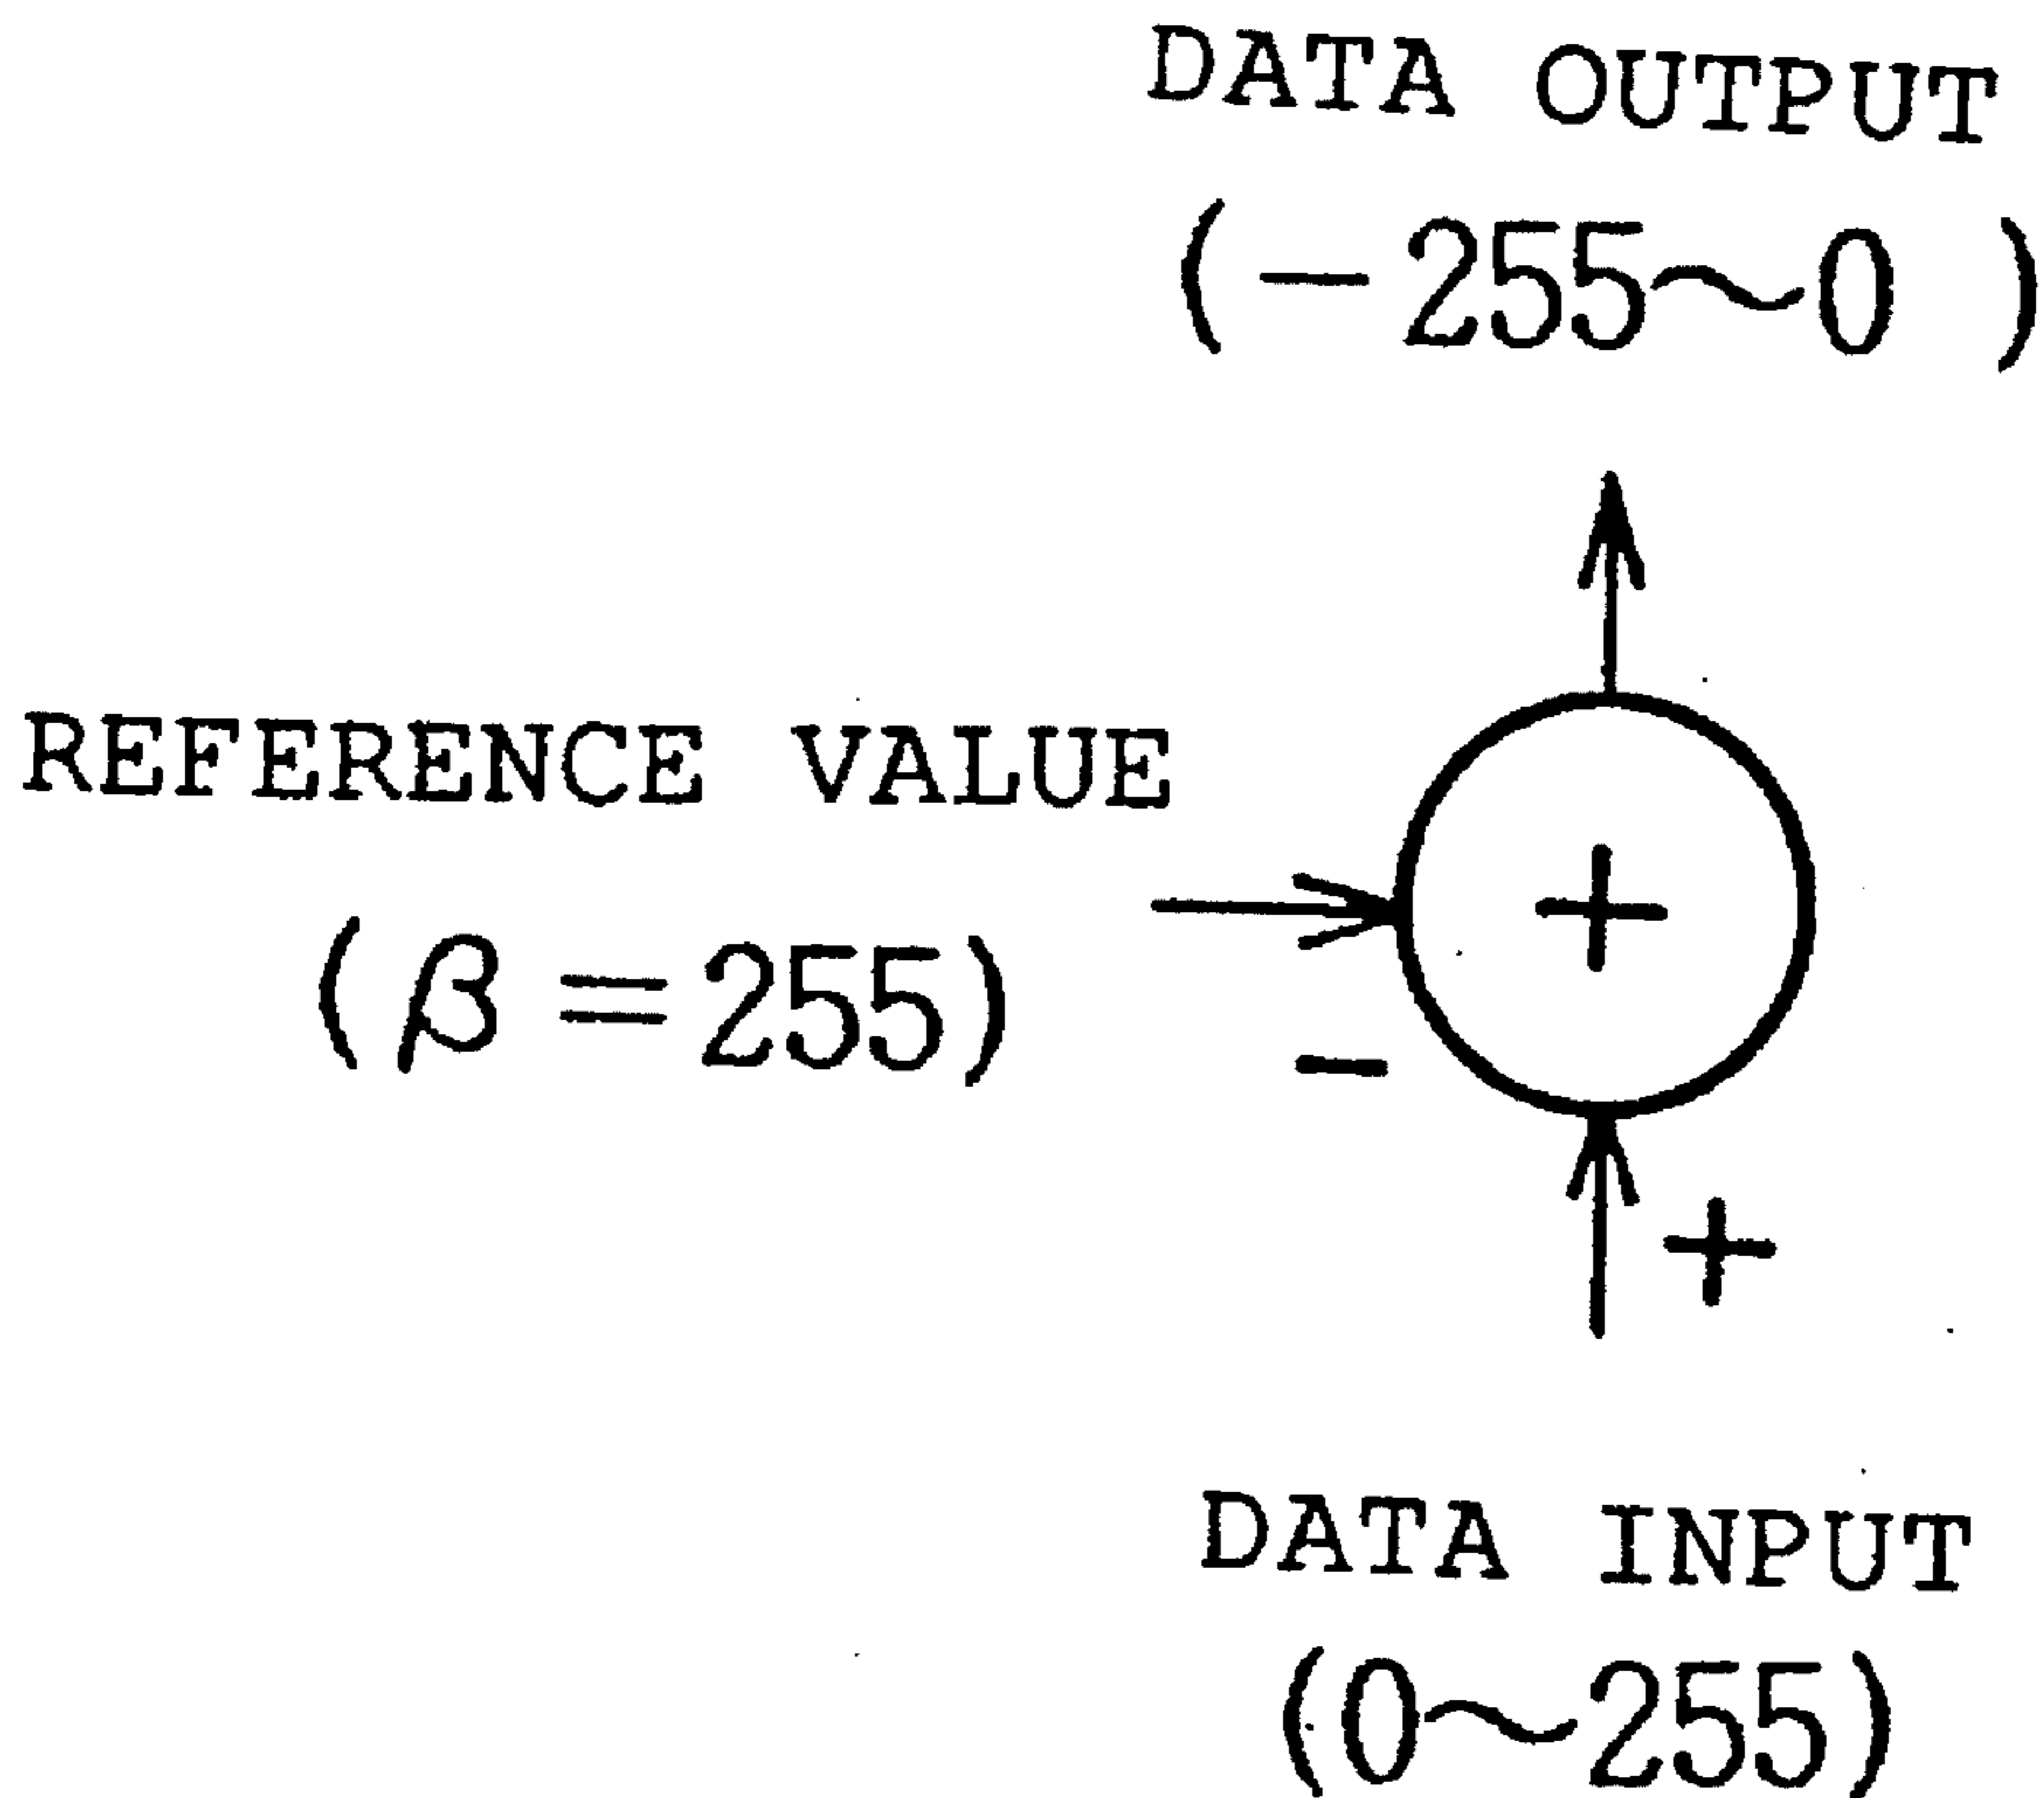 DATA OUTPUT
(−255～0)
REFERENCE VALUE
(β=255)
+
−
+
DATA INPUT
(0～255)